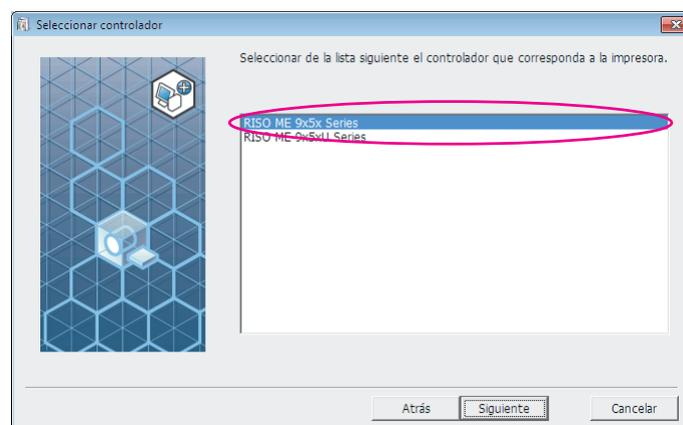 Seleccionar controlador
Seleccionar de la lista siguiente el controlador que corresponda a la impresora.
RISO ME 9x5x Series
RISO ME 9x5xU Series
Atrás
Siguiente
Cancelar